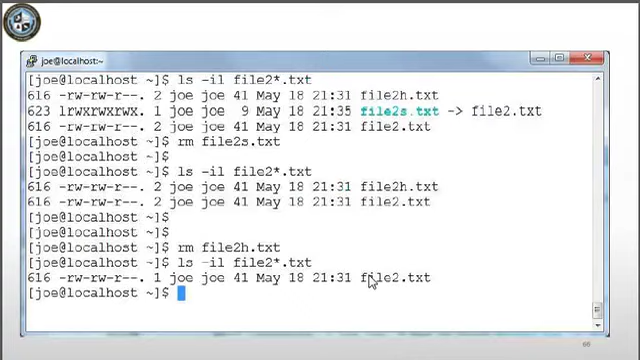 joe@localhost:~
[joe@localhost ~]$ ls -il file2*.txt
616 -rw-rw-r--. 2 joe joe 41 May 18 21:31 file2h.txt
623 lrwxrwxrwx. 1 joe joe  9 May 18 21:35 file2s.txt -> file2.txt
616 -rw-rw-r--. 2 joe joe 41 May 18 21:31 file2.txt
[joe@localhost ~]$ rm file2s.txt
[joe@localhost ~]$
[joe@localhost ~]$ ls -il file2*.txt
616 -rw-rw-r--. 2 joe joe 41 May 18 21:31 file2h.txt
616 -rw-rw-r--. 2 joe joe 41 May 18 21:31 file2.txt
[joe@localhost ~]$
[joe@localhost ~]$
[joe@localhost ~]$ rm file2h.txt
[joe@localhost ~]$ ls -il file2*.txt
616 -rw-rw-r--. 1 joe joe 41 May 18 21:31 file2.txt
[joe@localhost ~]$
66